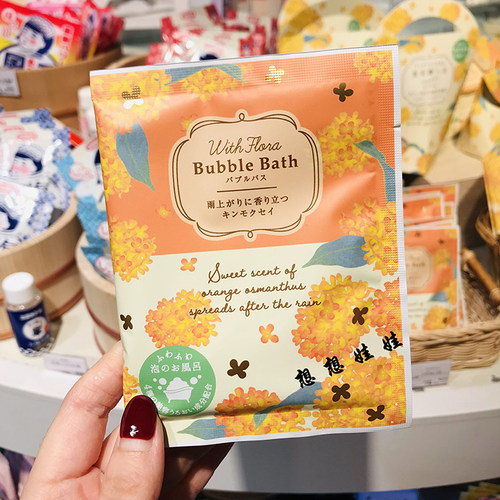 With Flora
Bubble Bath
バブルバス
雨上がりに香り立つ
キンモクセイ
Sweet scent of
orange osmanthus
spreads after the rain
ふわふわ
泡のお風呂
想想娃娃